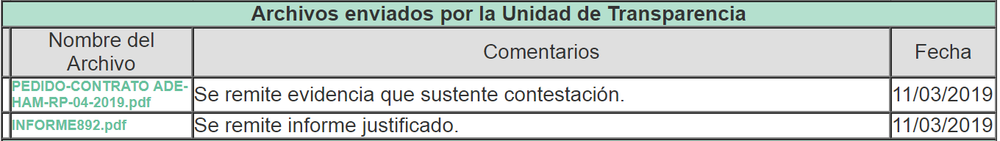 Archivos enviados por la Unidad de Transparencia
Nombre del
Archivo
Comentarios
Fecha
PEDIDO-CONTRATO ADE-
HAM-RP-04-2019.pdf
Se remite evidencia que sustente contestación.
11/03/2019
INFORME892.pdf
Se remite informe justificado.
11/03/2019